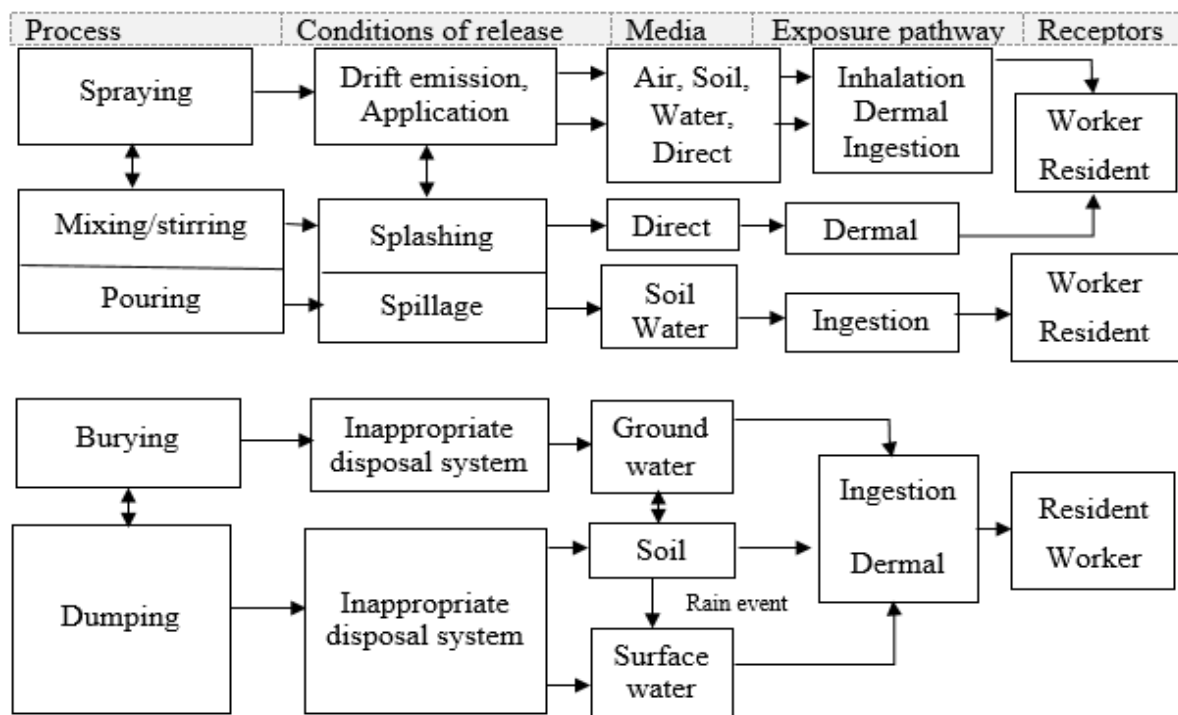 Process Conditions of release Media Exposure pathway Receptors
Spraying
Drift emission,
Application
Air, Soil,
Water,
Direct
Inhalation
Dermal
Ingestion
Worker
Resident
Mixing/stirring
Splashing
Direct
Dermal
Pouring
Spillage
Soil
Water
Ingestion
Worker
Resident
Burying
Inappropriate
disposal system
Ground
water
Ingestion
Dermal
Resident
Worker
Dumping
Inappropriate
disposal system
Soil
Rain event
Surface
water